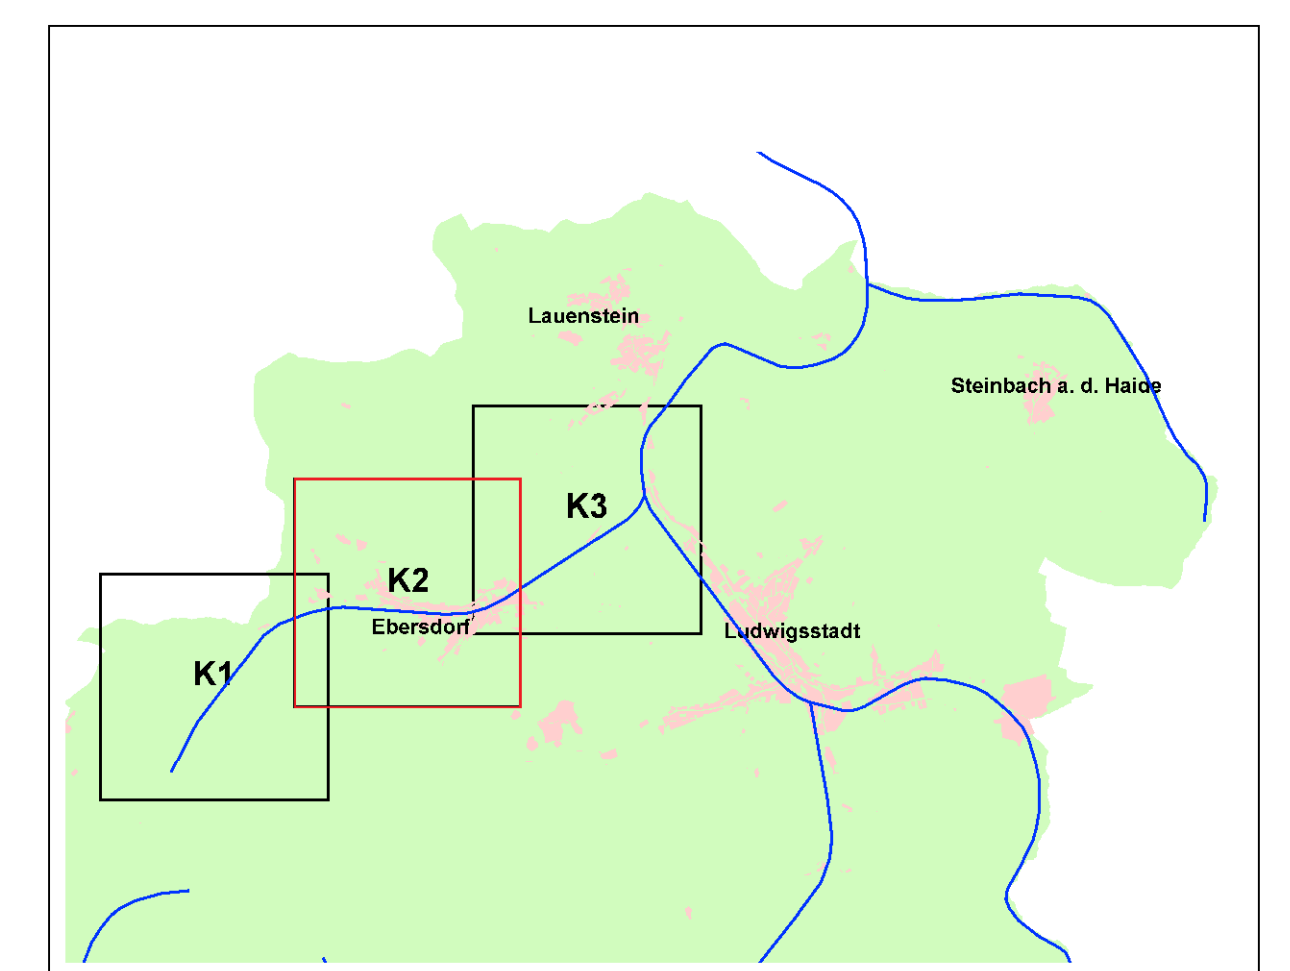 Lauenstein
Steinbach a. d. Haide
K3
K2
Ebersdorf
Ludwigsstadt
K1